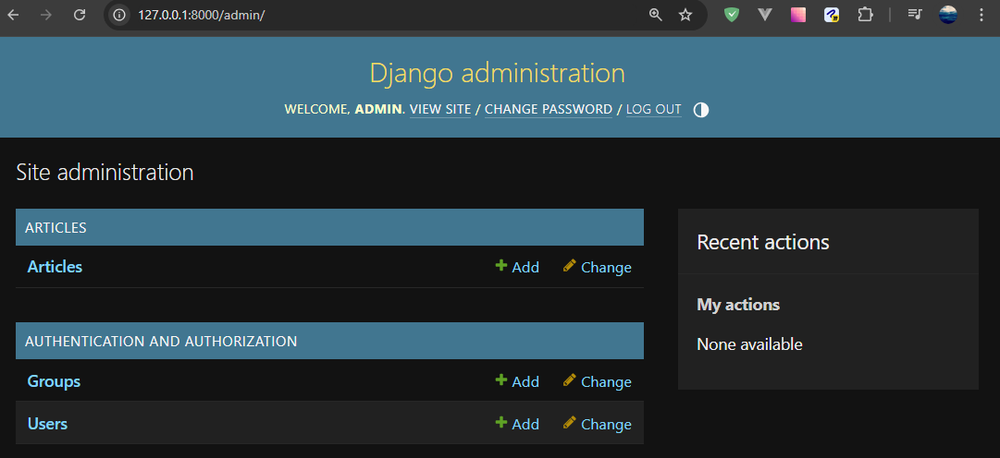 127.0.0.1:8000/admin/
Django administration
WELCOME, ADMIN. VIEW SITE / CHANGE PASSWORD / LOG OUT
Site administration
ARTICLES
Articles Add Change
AUTHENTICATION AND AUTHORIZATION
Groups Add Change
Users Add Change
Recent actions
My actions
None available